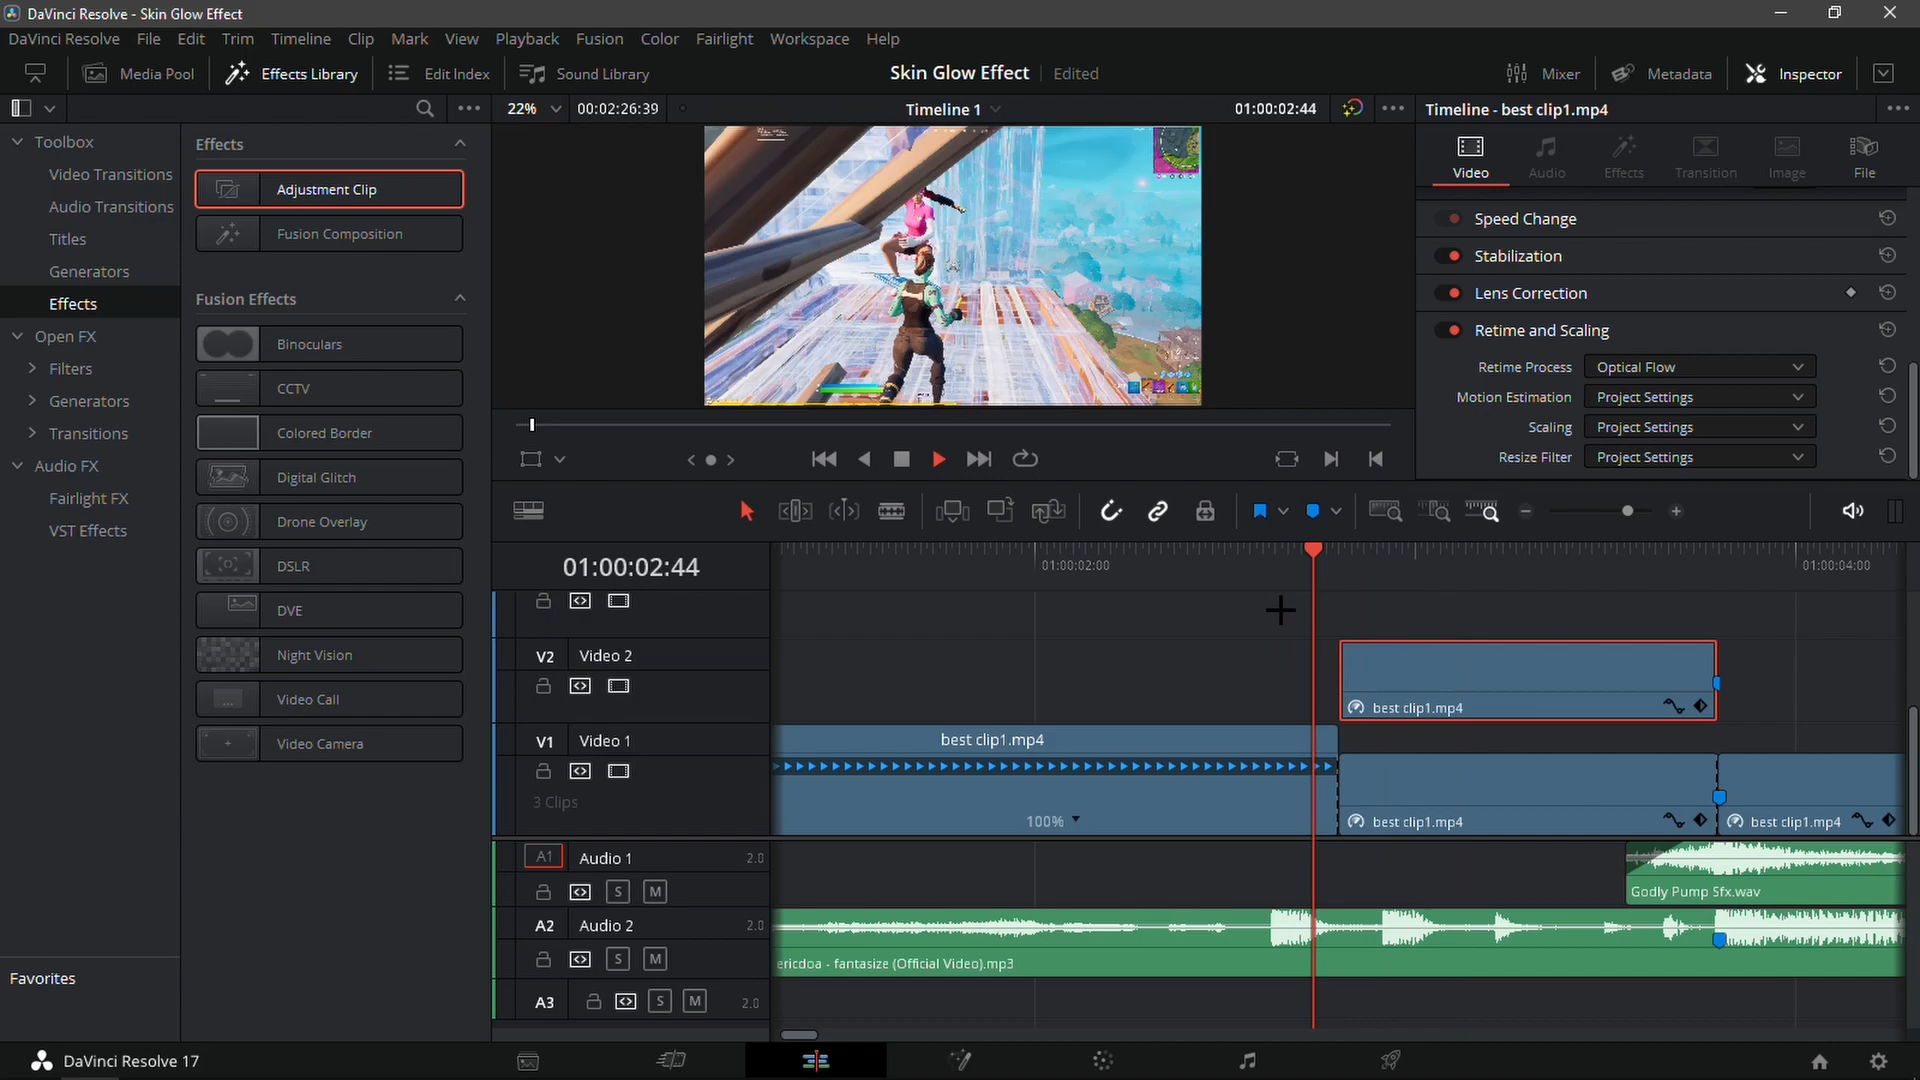 DaVinci Resolve - Skin Glow Effect
DaVinci Resolve File Edit Trim Timeline Clip Mark View Playback Fusion Color Fairlight Workspace Help
Media Pool Effects Library Edit Index Sound Library
Skin Glow Effect Edited
Mixer Metadata Inspector
22% 00:02:26:39 Timeline 1 01:00:02:44
Timeline - best clip1.mp4
Toolbox
Video Transitions
Audio Transitions
Titles
Generators
Effects
Open FX
Filters
Generators
Transitions
Audio FX
Fairlight FX
VST Effects
Favorites
Effects
Adjustment Clip
Fusion Composition
Fusion Effects
Binoculars
CCTV
Colored Border
Digital Glitch
Drone Overlay
DSLR
DVE
Night Vision
Video Call
Video Camera
Video Audio Effects Transition Image File
Speed Change
Stabilization
Lens Correction
Retime and Scaling
Retime Process Optical Flow
Motion Estimation Project Settings
Scaling Project Settings
Resize Filter Project Settings
01:00:02:44
01:00:02:00 01:00:04:00
V2 Video 2
best clip1.mp4
V1 Video 1
3 Clips
best clip1.mp4
100%
best clip1.mp4
best clip1.mp4
A1 Audio 1 2.0
S M
Godly Pump Sfx.wav
A2 Audio 2 2.0
S M
ericdoa - fantasize (Official Video).mp3
A3 S M 2.0
DaVinci Resolve 17